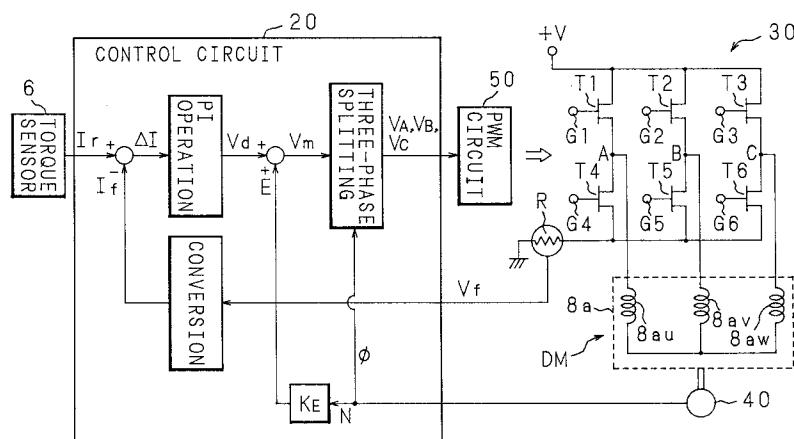 20
CONTROL CIRCUIT
30
+V
6
TORQUE SENSOR
Ir +
ΔI
If -
PI OPERATION
Vd +
+
E
Vm
THREE-PHASE SPLITTING
VA, VB,
VC
50
PWM CIRCUIT
T1
T2
T3
G1
G2
G3
A
B
C
T4
T5
T6
G4
G5
G6
R
CONVERSION
Vf
φ
8a
8au
8av
8aw
DM
KE
N
40